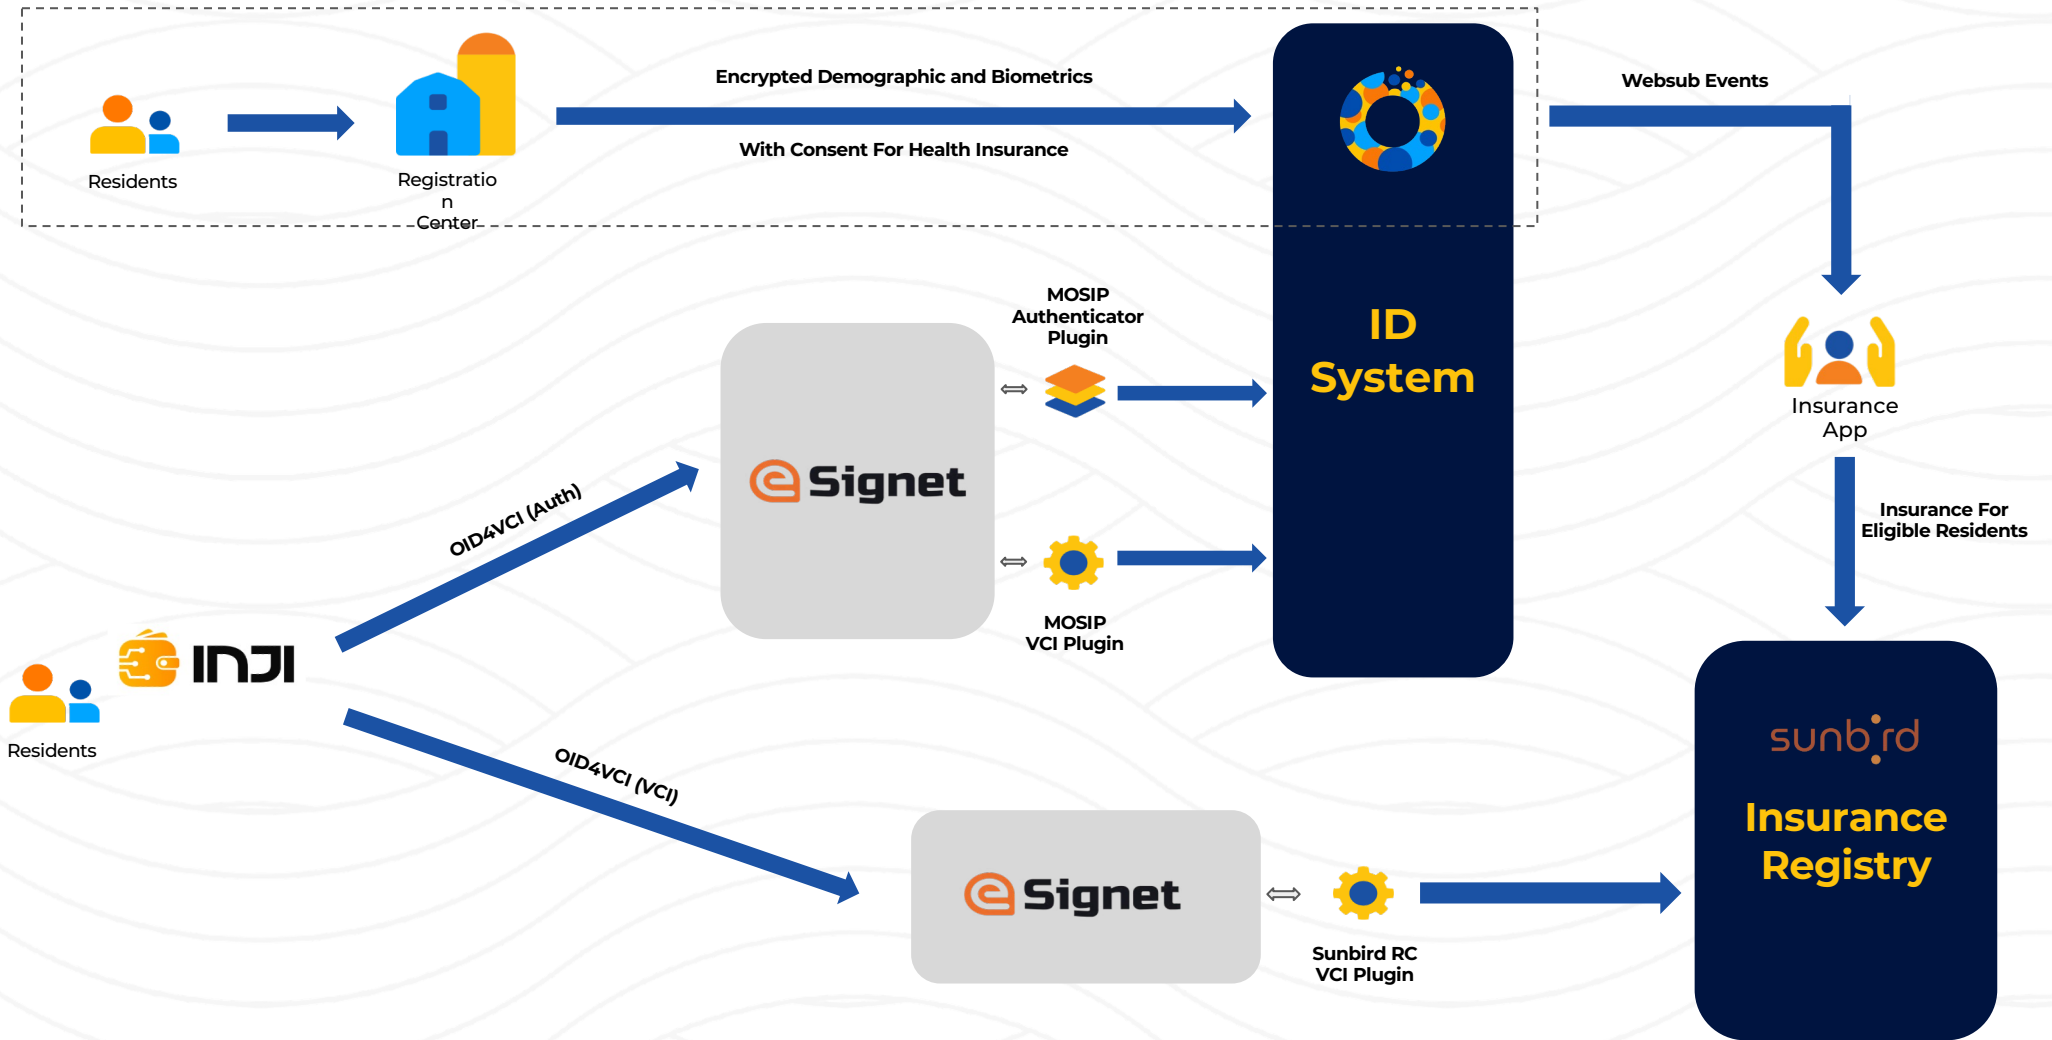 Encrypted Demographic and Biometrics
With Consent For Health Insurance
Websub Events
Residents
Registratio
n
Center
MOSIP
Authenticator
Plugin
ID
System
Insurance
App
eSignet
OID4VCI (Auth)
Insurance For
Eligible Residents
MOSIP
VCI Plugin
INJI
Residents
OID4VCI (VCI)
sunbird
Insurance
Registry
eSignet
Sunbird RC
VCI Plugin